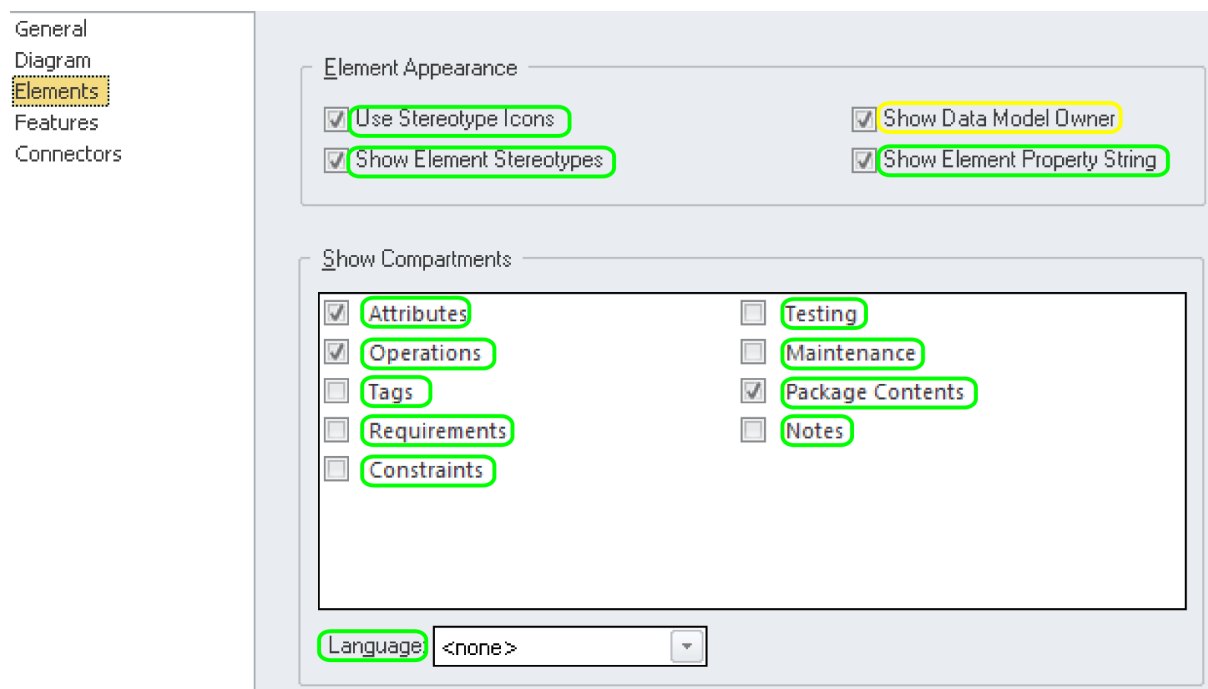 General
Diagram
Elements
Features
Connectors
Element Appearance
Use Stereotype Icons
Show Data Model Owner
Show Element Stereotypes
Show Element Property String
Show Compartments
Attributes
Testing
Operations
Maintenance
Tags
Package Contents
Requirements
Notes
Constraints
Language: <none>